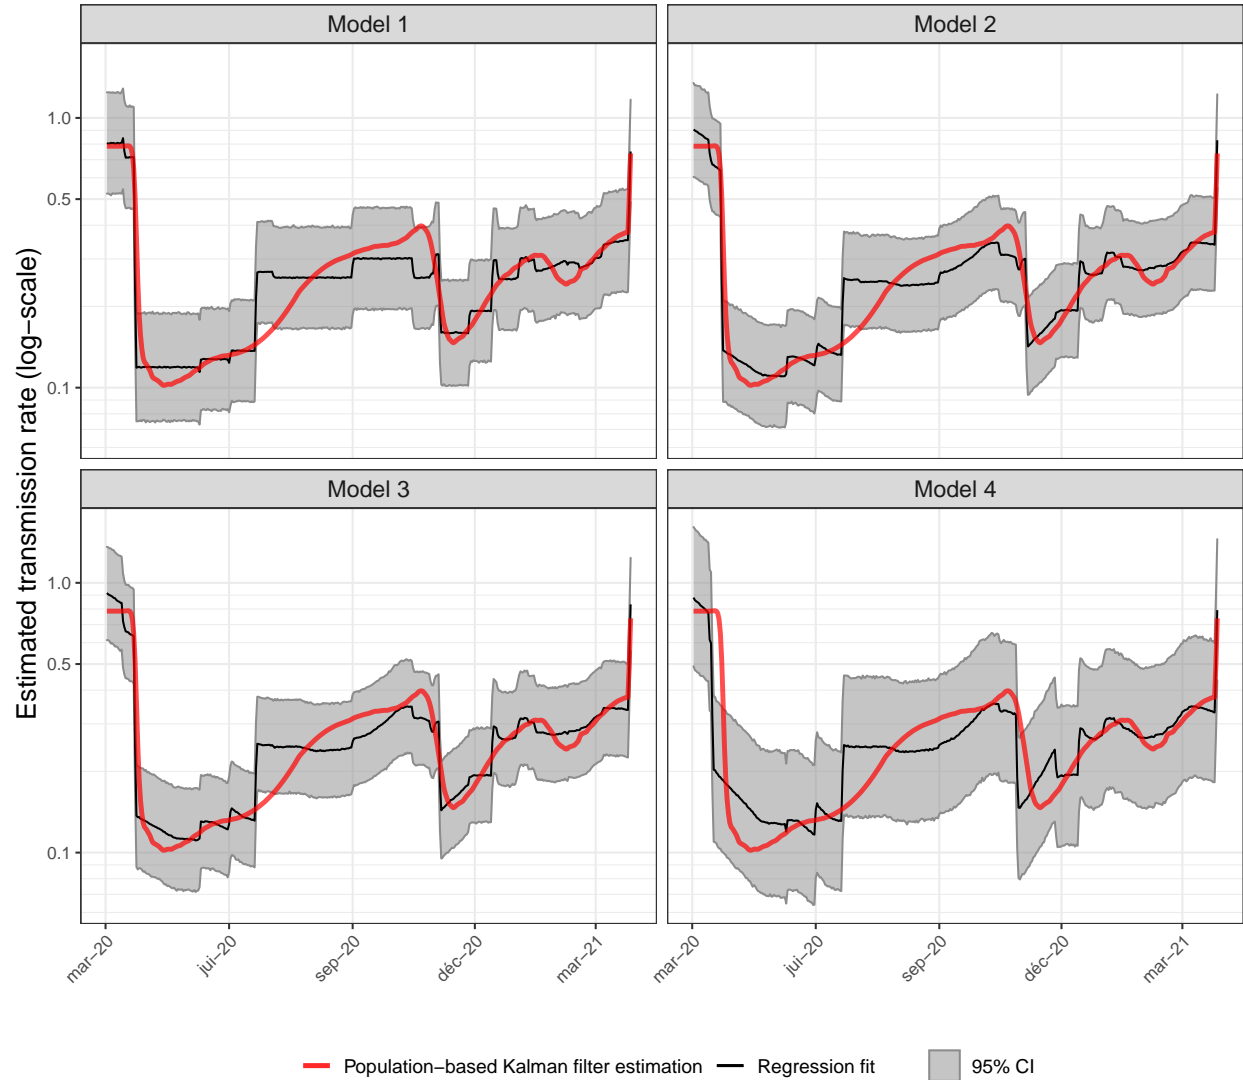 Model 1
Model 2
1.0
0.5
0.1
Model 3
Model 4
1.0
0.5
0.1
Estimated transmission rate (log−scale)
mar−20
jui−20
sep−20
déc−20
mar−21
mar−20
jui−20
sep−20
déc−20
mar−21
Population−based Kalman filter estimation
Regression fit
95% CI